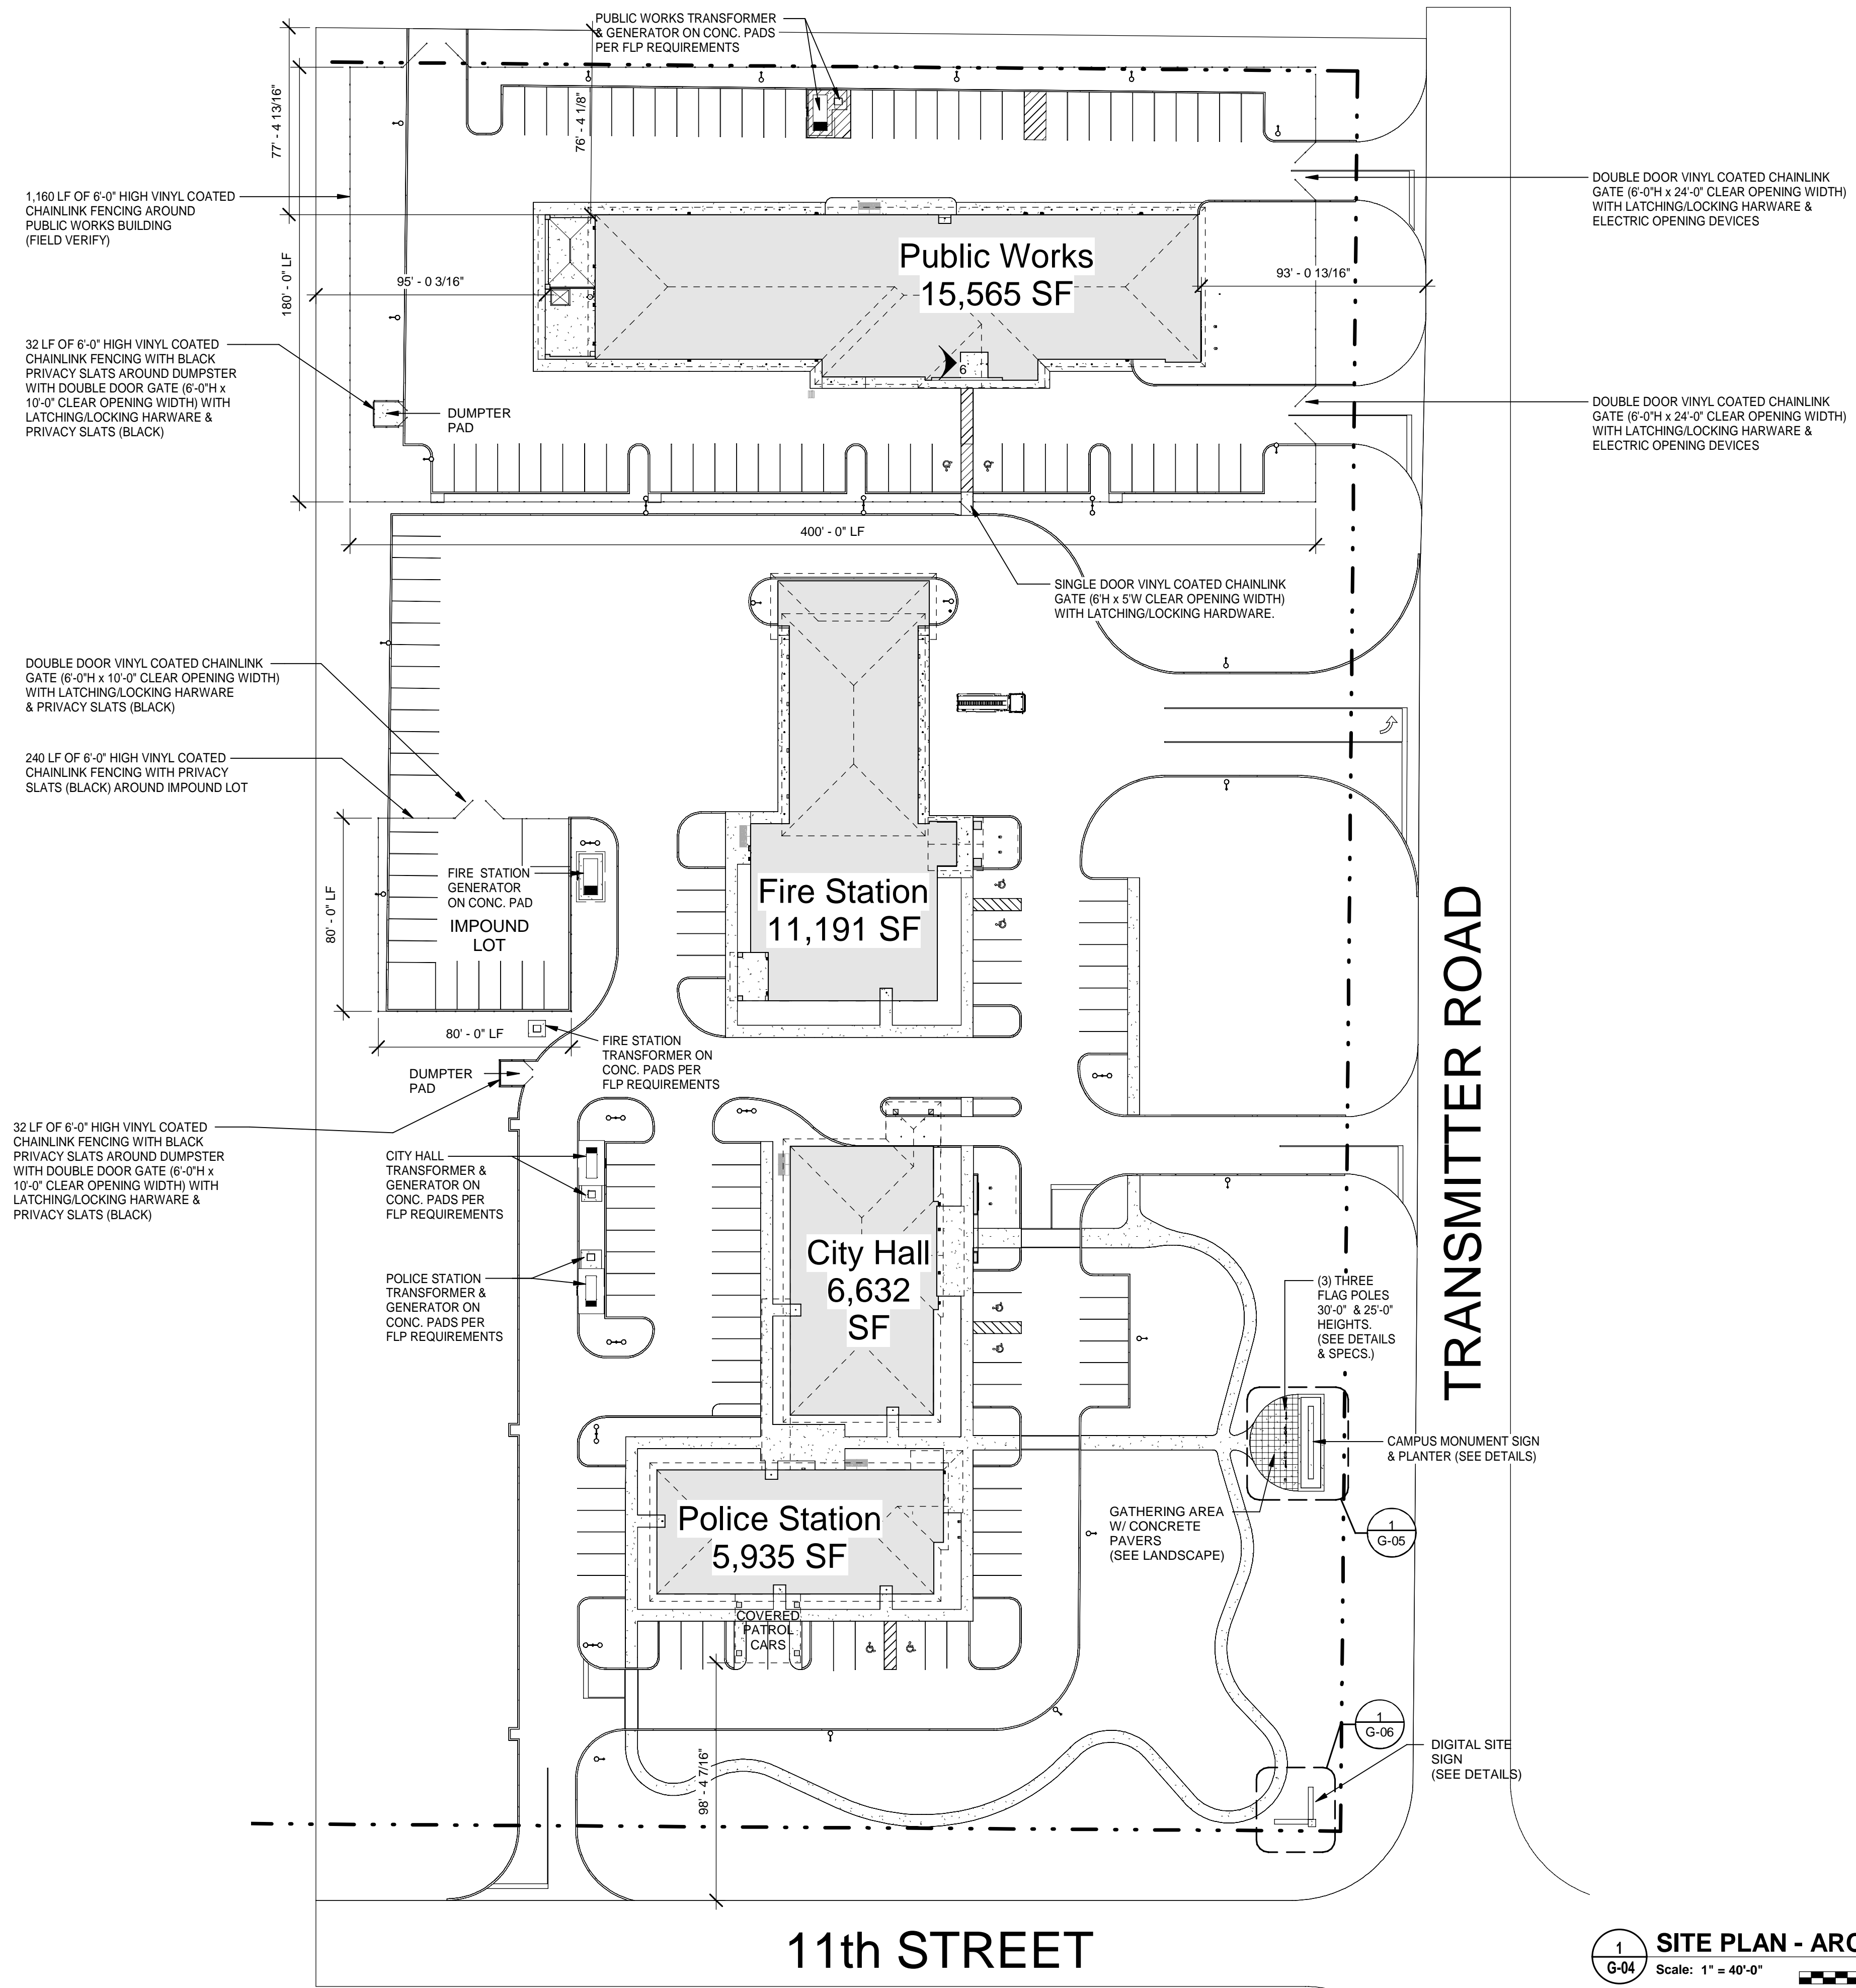 PUBLIC WORKS TRANSFORMER
& GENERATOR ON CONC. PADS
PER FLP REQUIREMENTS
77' - 4 13/16"
76' - 4 1/8"
180' - 0" LF
1,160 LF OF 6'-0" HIGH VINYL COATED
CHAINLINK FENCING AROUND
PUBLIC WORKS BUILDING
(FIELD VERIFY)
DOUBLE DOOR VINYL COATED CHAINLINK
GATE (6'-0"H x 24'-0" CLEAR OPENING WIDTH)
WITH LATCHING/LOCKING HARWARE &
ELECTRIC OPENING DEVICES
Public Works
15,565 SF
95' - 0 3/16"
93' - 0 13/16"
6
32 LF OF 6'-0" HIGH VINYL COATED
CHAINLINK FENCING WITH BLACK
PRIVACY SLATS AROUND DUMPSTER
WITH DOUBLE DOOR GATE (6'-0"H x
10'-0" CLEAR OPENING WIDTH) WITH
LATCHING/LOCKING HARWARE &
PRIVACY SLATS (BLACK)
DUMPTER
PAD
DOUBLE DOOR VINYL COATED CHAINLINK
GATE (6'-0"H x 24'-0" CLEAR OPENING WIDTH)
WITH LATCHING/LOCKING HARWARE &
ELECTRIC OPENING DEVICES
400' - 0" LF
SINGLE DOOR VINYL COATED CHAINLINK
GATE (6'H x 5'W CLEAR OPENING WIDTH)
WITH LATCHING/LOCKING HARDWARE.
DOUBLE DOOR VINYL COATED CHAINLINK
GATE (6'-0"H x 10'-0" CLEAR OPENING WIDTH)
WITH LATCHING/LOCKING HARWARE
& PRIVACY SLATS (BLACK)
240 LF OF 6'-0" HIGH VINYL COATED
CHAINLINK FENCING WITH PRIVACY
SLATS (BLACK) AROUND IMPOUND LOT
80' - 0" LF
FIRE STATION
GENERATOR
ON CONC. PAD
IMPOUND
LOT
Fire Station
11,191 SF
TRANSMITTER ROAD
80' - 0" LF
FIRE STATION
TRANSFORMER ON
CONC. PADS PER
FLP REQUIREMENTS
DUMPTER
PAD
32 LF OF 6'-0" HIGH VINYL COATED
CHAINLINK FENCING WITH BLACK
PRIVACY SLATS AROUND DUMPSTER
WITH DOUBLE DOOR GATE (6'-0"H x
10'-0" CLEAR OPENING WIDTH) WITH
LATCHING/LOCKING HARWARE &
PRIVACY SLATS (BLACK)
CITY HALL
TRANSFORMER &
GENERATOR ON
CONC. PADS PER
FLP REQUIREMENTS
POLICE STATION
TRANSFORMER &
GENERATOR ON
CONC. PADS PER
FLP REQUIREMENTS
City Hall
6,632
SF
(3) THREE
FLAG POLES
30'-0" & 25'-0"
HEIGHTS.
(SEE DETAILS
& SPECS.)
CAMPUS MONUMENT SIGN
& PLANTER (SEE DETAILS)
GATHERING AREA
W/ CONCRETE
PAVERS
(SEE LANDSCAPE)
1
G-05
Police Station
5,935 SF
COVERED
PATROL
CARS
98' - 4 7/16"
1
G-06
DIGITAL SITE
SIGN
(SEE DETAILS)
11th STREET
1
G-04
SITE PLAN - ARC
Scale: 1" = 40'-0"